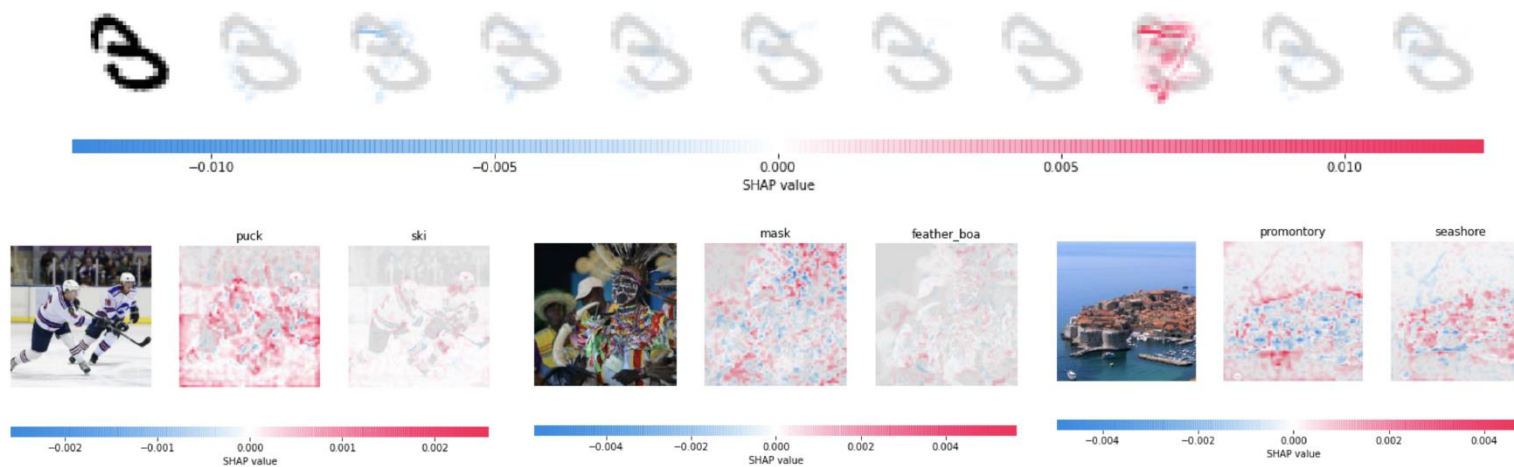 −0.010 −0.005 0.000 0.005 0.010
SHAP value
puck ski
−0.002 −0.001 0.000 0.001 0.002
SHAP value
mask feather_boa
−0.004 −0.002 0.000 0.002 0.004
SHAP value
promontory seashore
−0.004 −0.002 0.000 0.002 0.004
SHAP value